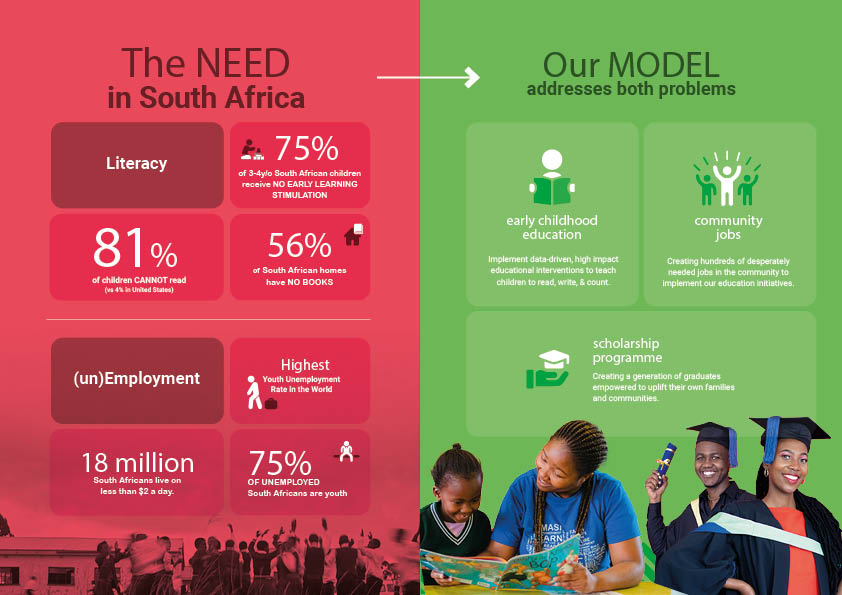 The NEED
in South Africa
Literacy
75%
of 3-4y/o South African children
receive NO EARLY LEARNING
STIMULATION
81%
of children CANNOT read
(vs 4% in United States)
56%
of South African homes
have NO BOOKS
(un)Employment
Highest
Youth Unemployment
Rate in the World
18 million
South Africans live on
less than $2 a day.
75%
OF UNEMPLOYED
South Africans are youth
Our MODEL
addresses both problems
early childhood
education
Implement data-driven, high impact
educational interventions to teach
children to read, write, & count.
community
jobs
Creating hundreds of desperately
needed jobs in the community to
implement our education initiatives.
scholarship
programme
Creating a generation of graduates
empowered to uplift their own families
and communities.
MASI
LEARN